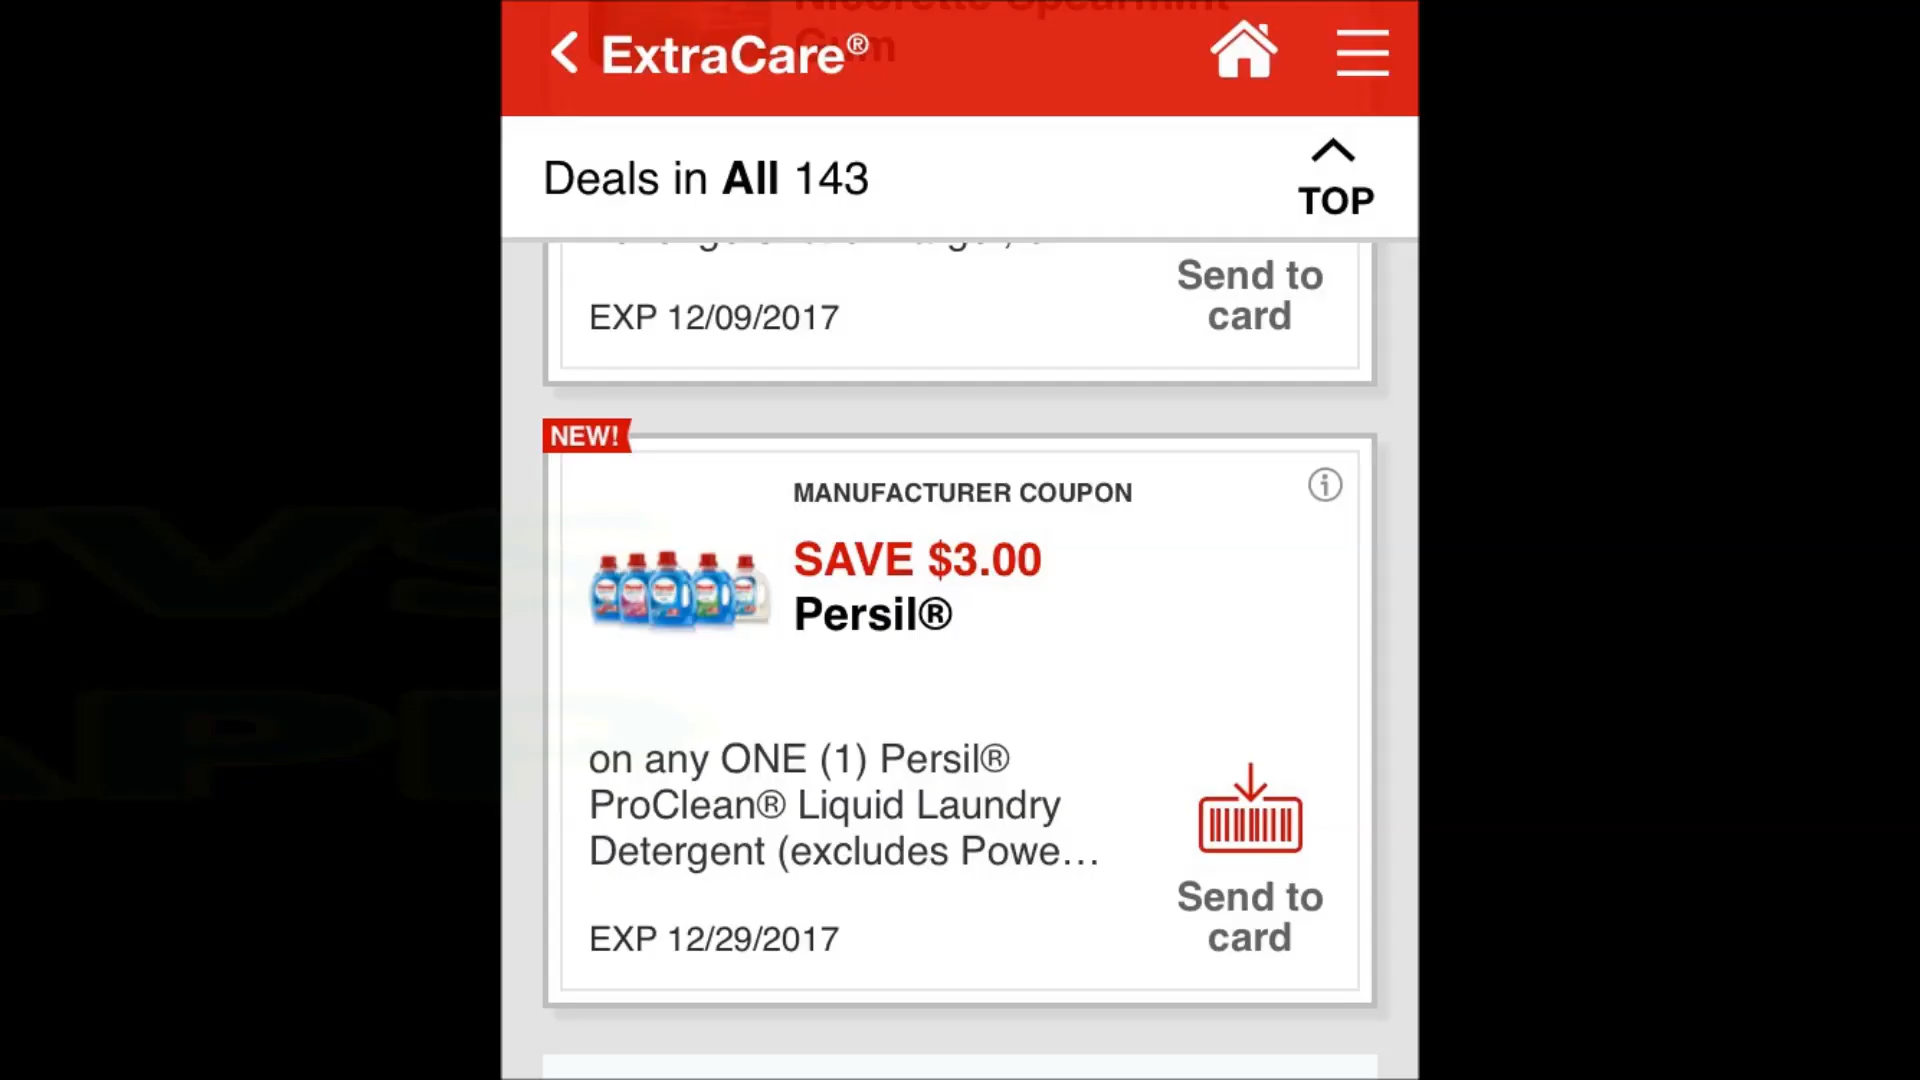 ExtraCare®
Deals in All 143
TOP
Send to
card
EXP 12/09/2017
NEW!
MANUFACTURER COUPON
SAVE $3.00
Persil®
on any ONE (1) Persil®
ProClean® Liquid Laundry
Detergent (excludes Powe...
EXP 12/29/2017
Send to
card